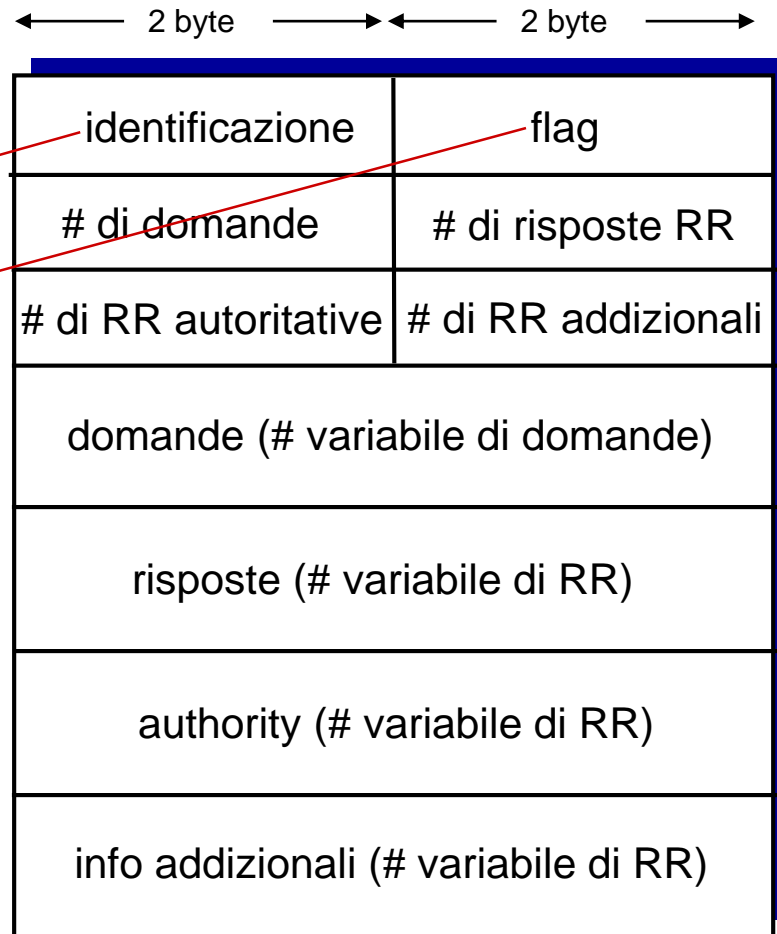 2 byte 2 byte
identificazione flag
# di domande # di risposte RR
# di RR autoritative # di RR addizionali
domande (# variabile di domande)
risposte (# variabile di RR)
authority (# variabile di RR)
info addizionali (# variabile di RR)